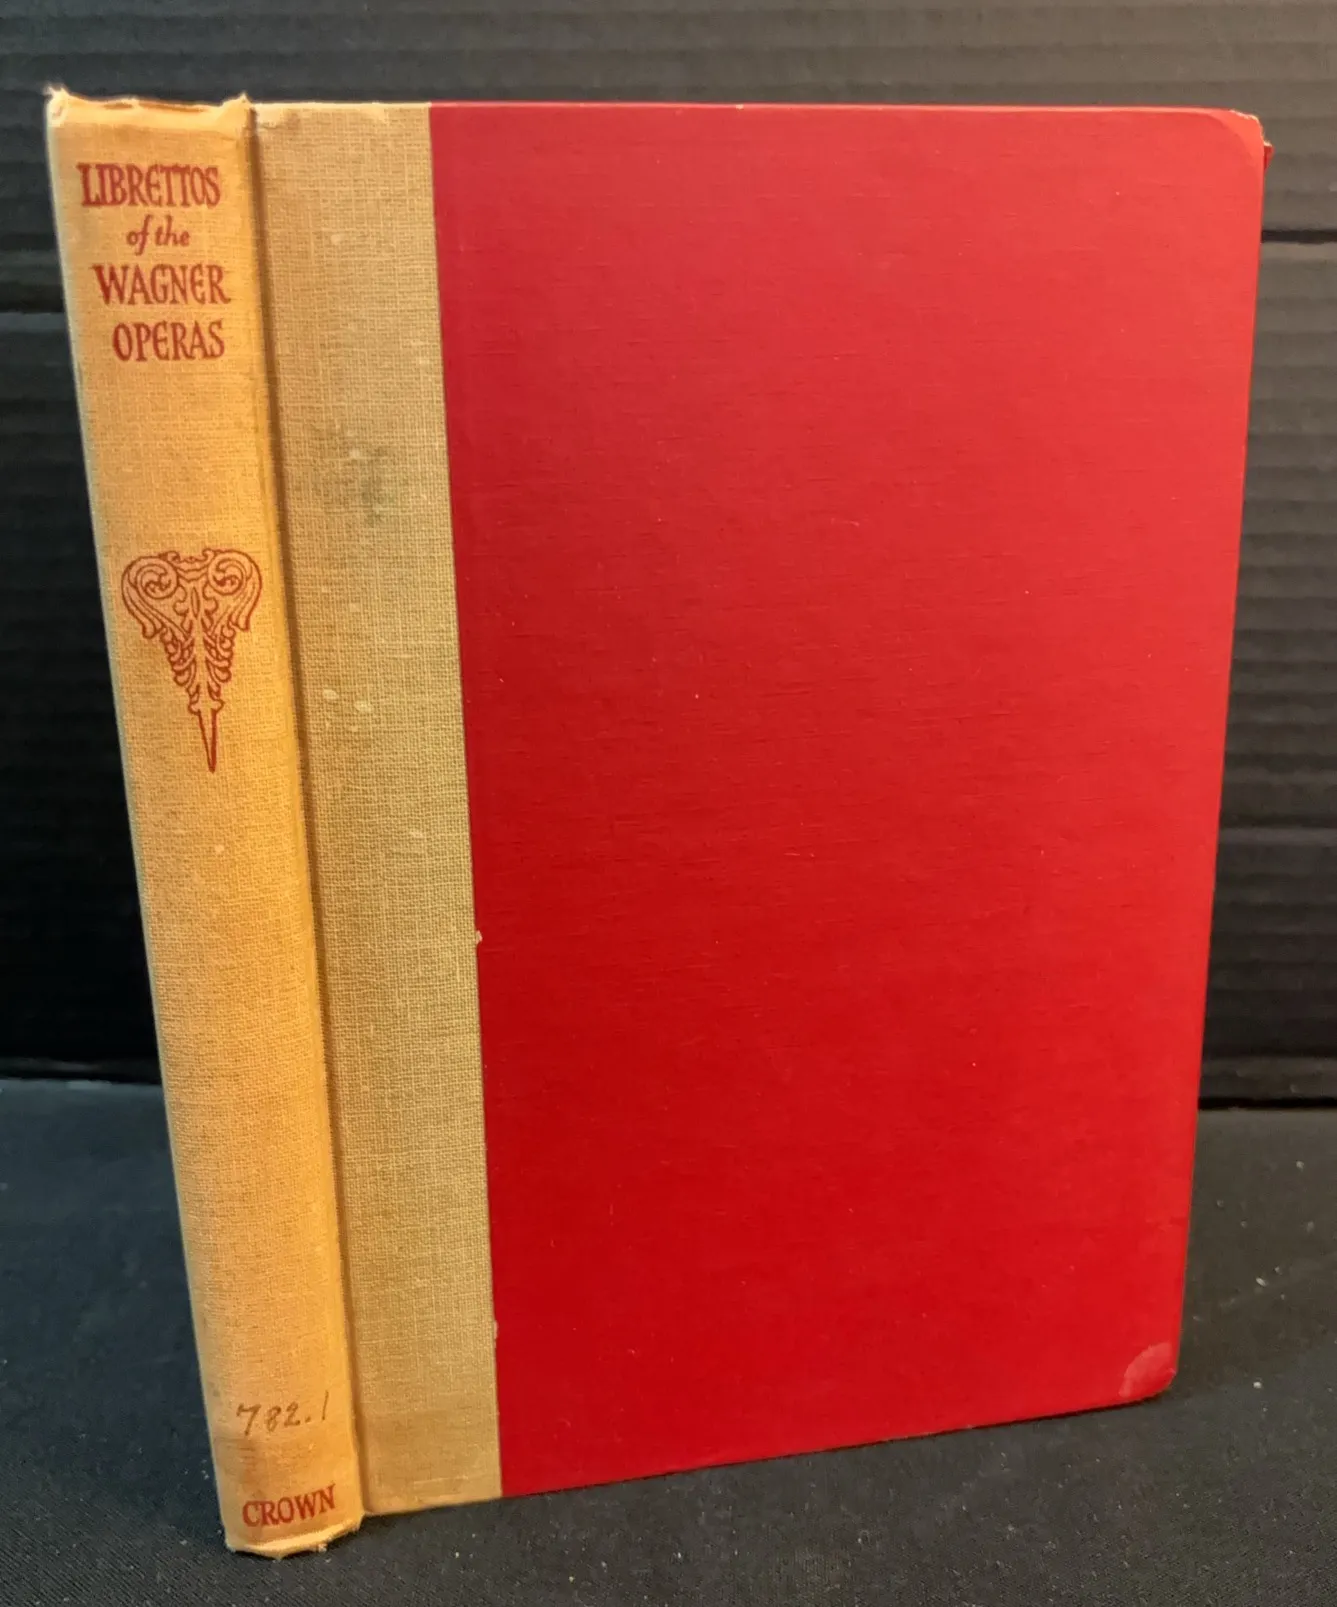 LIBRETTOS
of the
WAGNER
OPERAS
782.1
CROWN